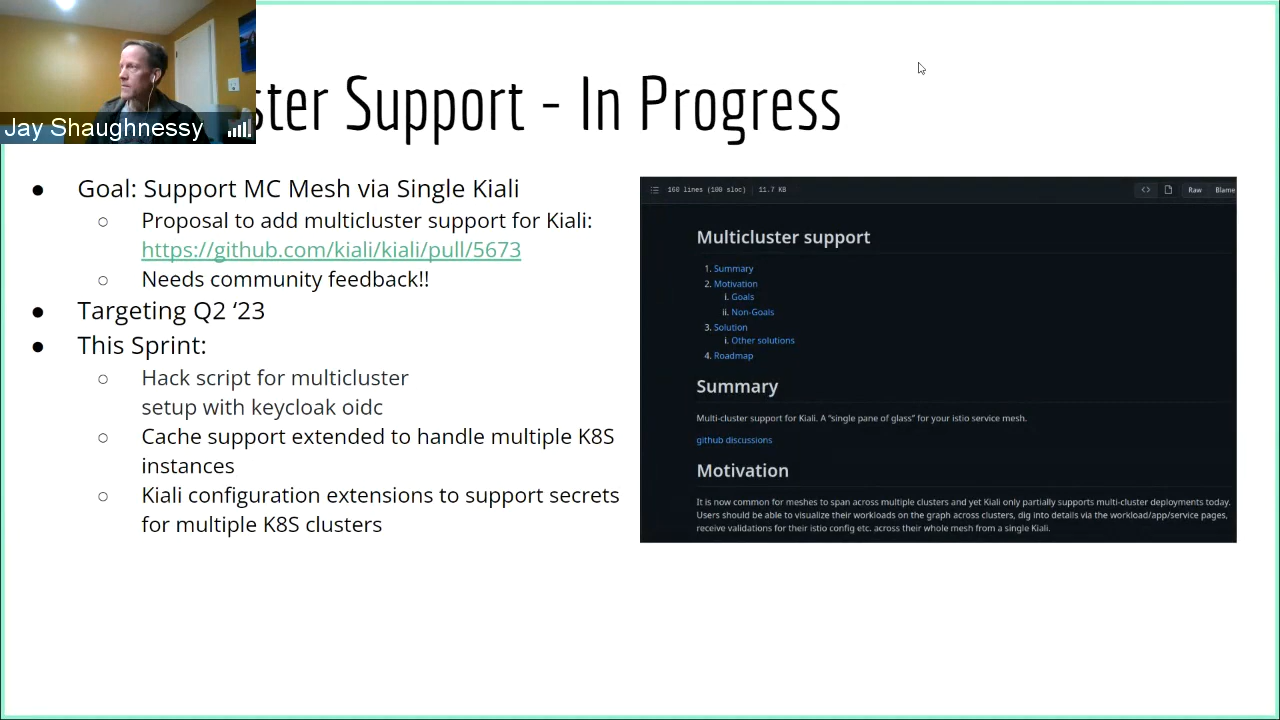 ster Support - In Progress
Jay Shaughnessy
● Goal: Support MC Mesh via Single Kiali
○ Proposal to add multicluster support for Kiali:
https://github.com/kiali/kiali/pull/5673
○ Needs community feedback!!
● Targeting Q2 ‘23
● This Sprint:
○ Hack script for multicluster
setup with keycloak oidc
○ Cache support extended to handle multiple K8S
instances
○ Kiali configuration extensions to support secrets
for multiple K8S clusters
160 lines (109 sloc) 11.7 KB
Raw
Blame
Multicluster support
1. Summary
2. Motivation
i. Goals
ii. Non-Goals
3. Solution
i. Other solutions
4. Roadmap
Summary
Multi-cluster support for Kiali. A “single pane of glass” for your istio service mesh.
github discussions
Motivation
It is now common for meshes to span across multiple clusters and yet Kiali only partially supports multi-cluster deployments today.
Users should be able to visualize their workloads on the graph across clusters, dig into details via the workload/app/service pages,
receive validations for their istio config etc. across their whole mesh from a single Kiali.